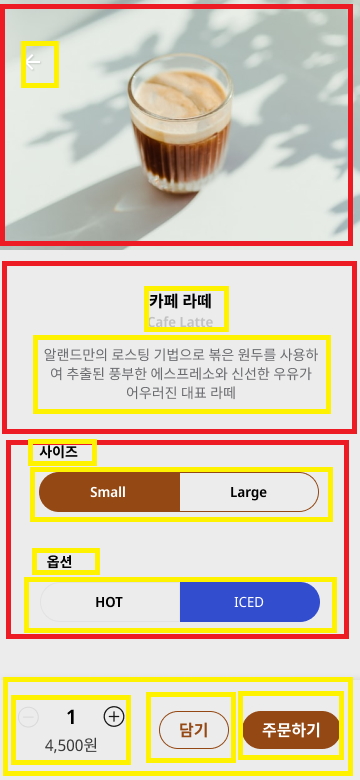 카페 라떼
Cafe Latte
알랜드만의 로스팅 기법으로 볶은 원두를 사용하
여 추출된 풍부한 에스프레소와 신선한 우유가
어우러진 대표 라떼
사이즈
Small Large
옵션
HOT ICED
1
4,500원
담기 주문하기